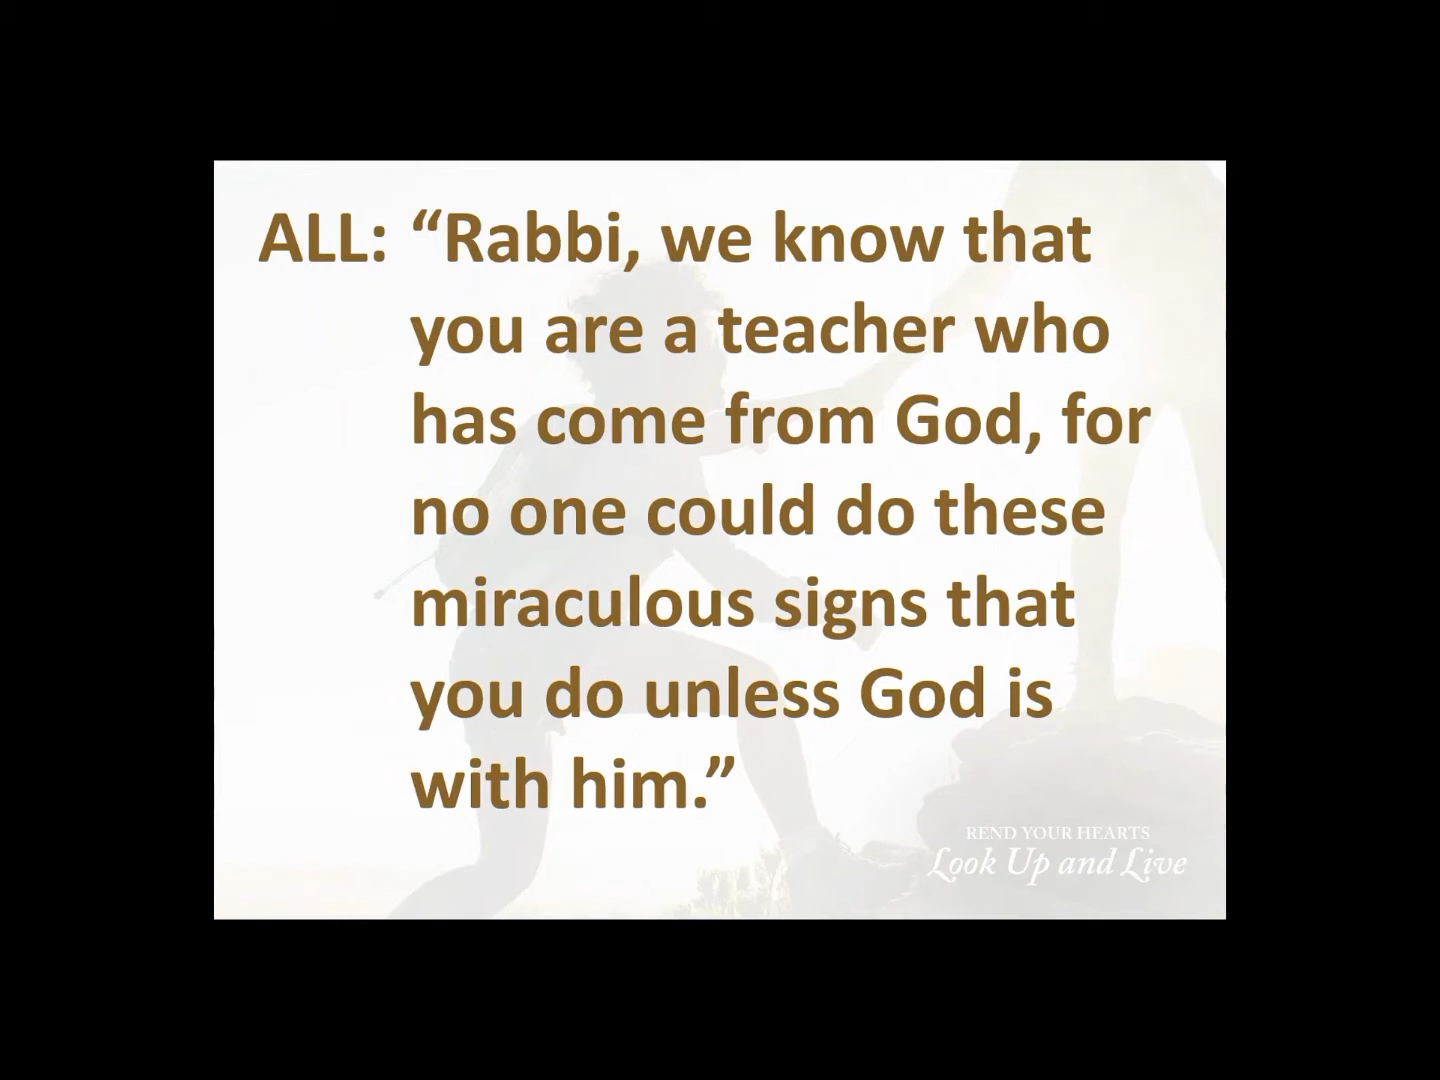 ALL: “Rabbi, we know that
you are a teacher who
has come from God, for
no one could do these
miraculous signs that
you do unless God is
with him.”
REND YOUR HEARTS
Look Up and Live